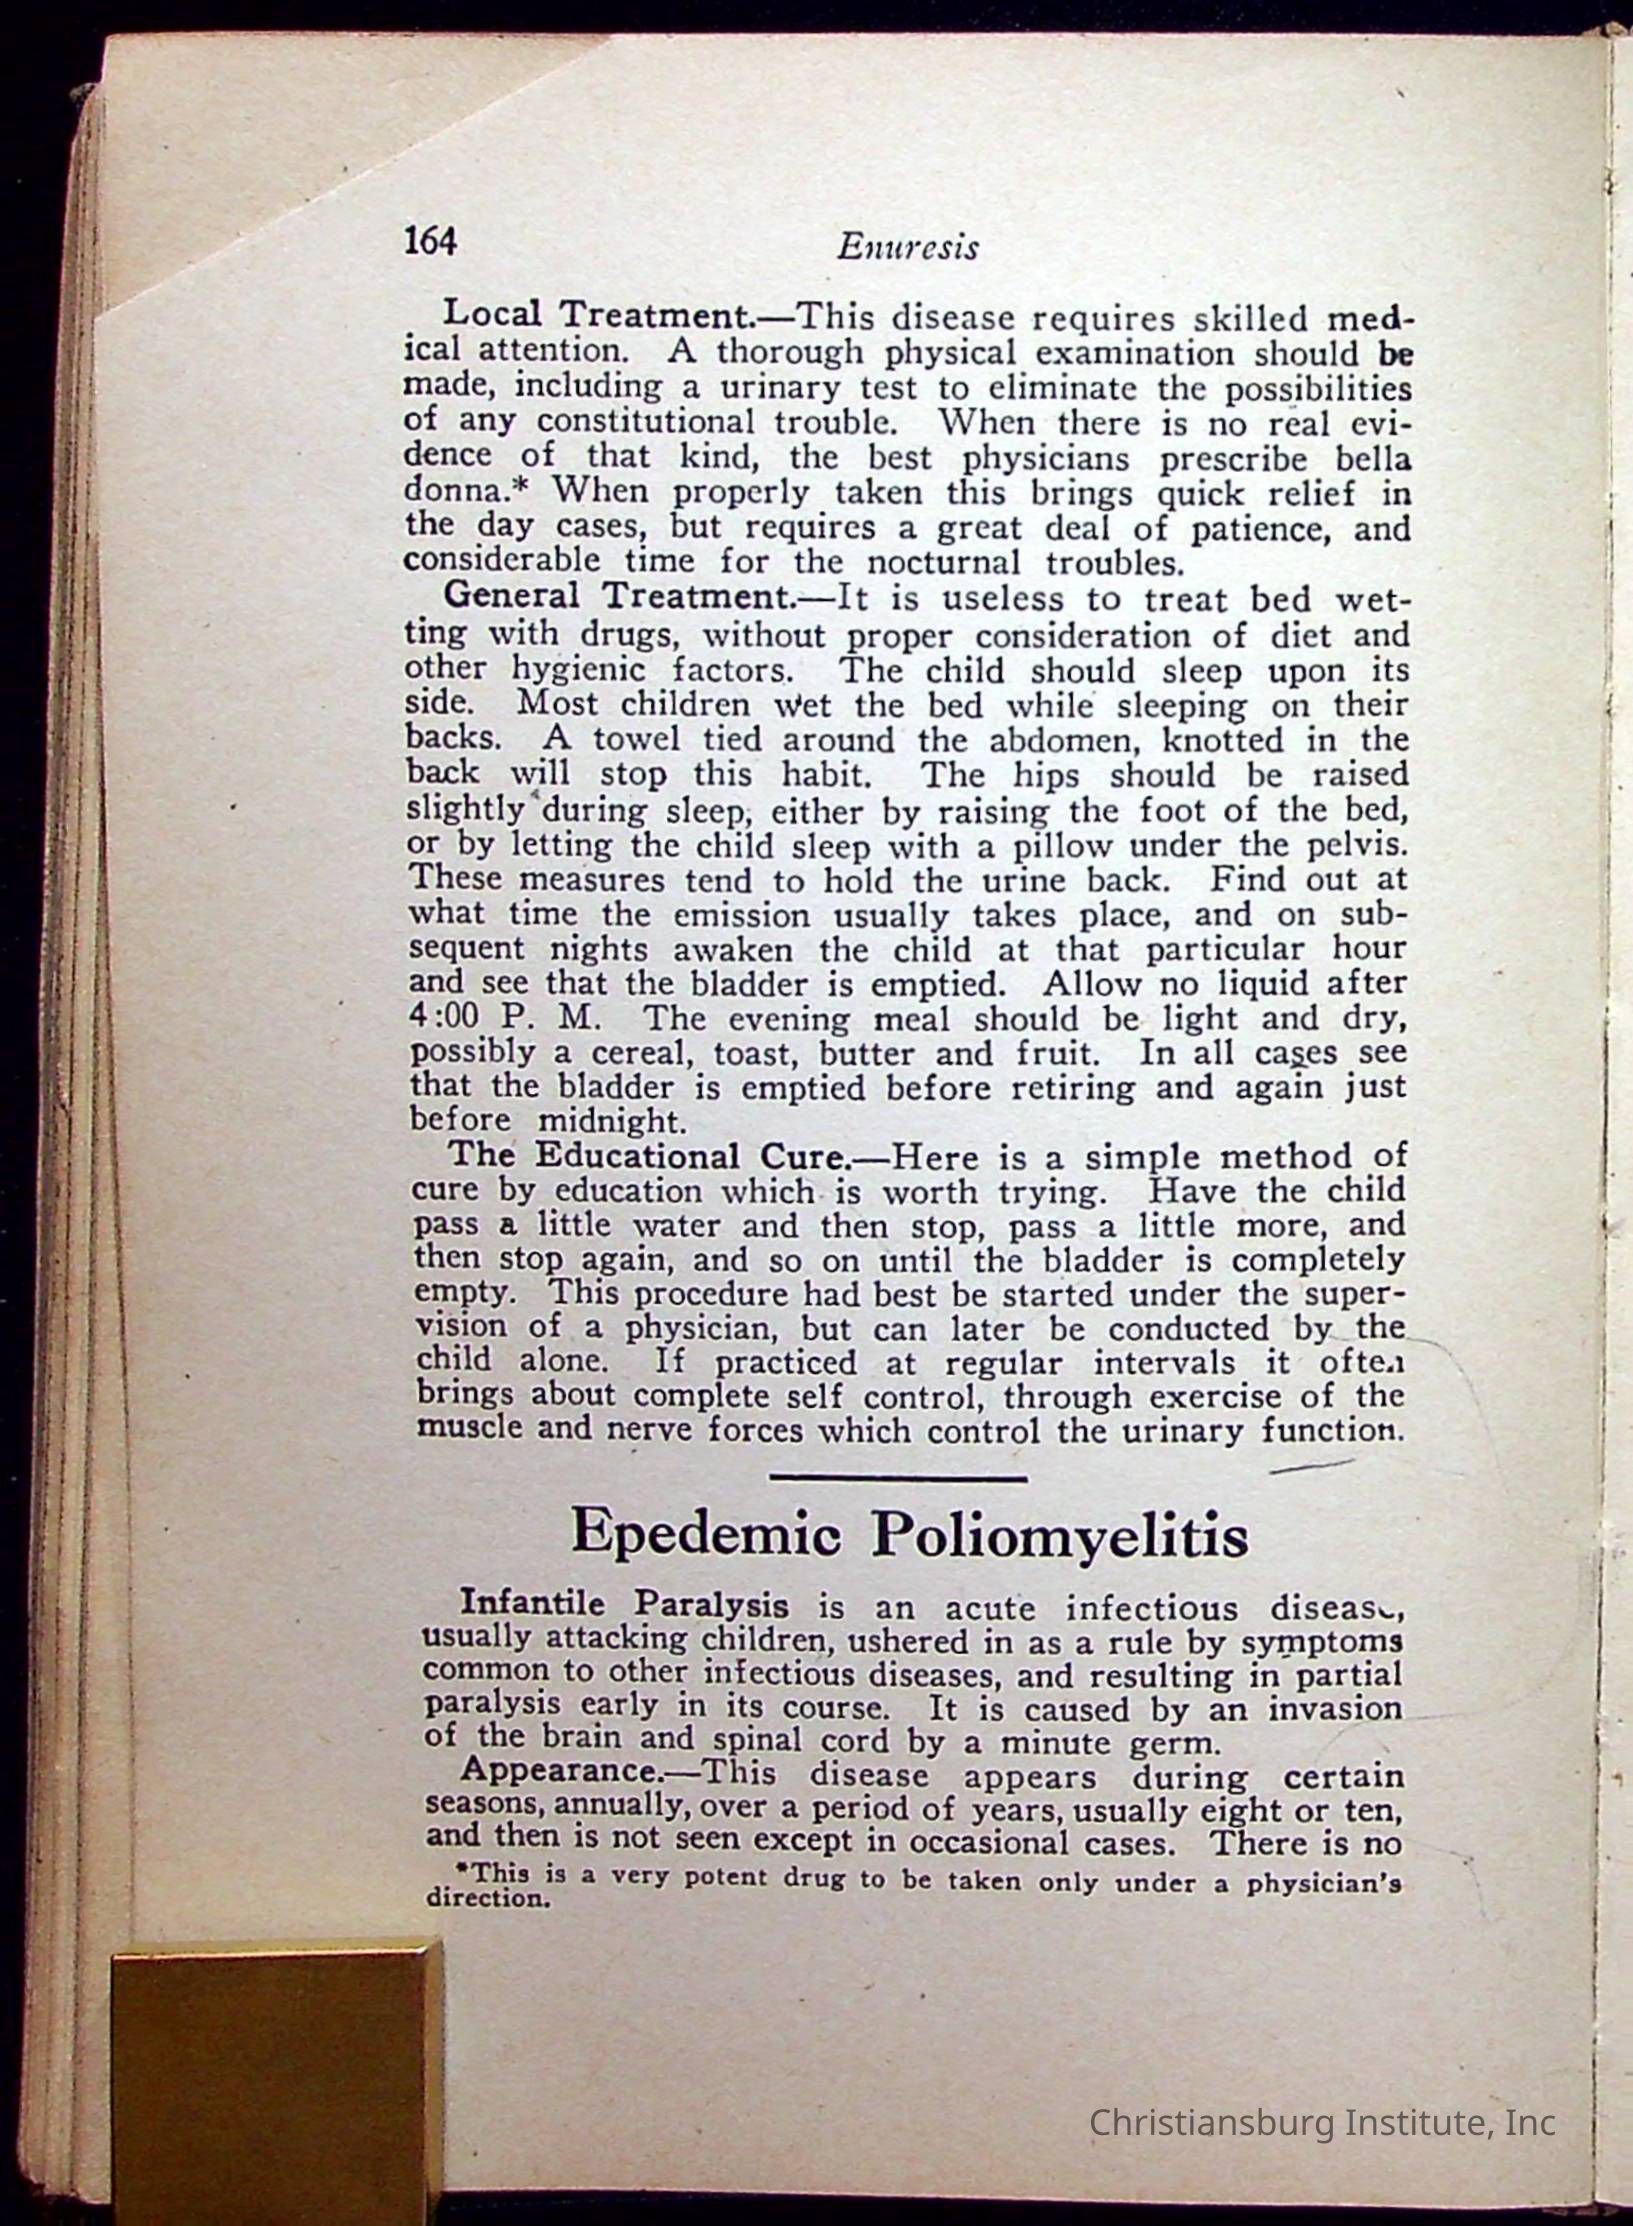 164
Enuresis
Local Treatment.—This disease requires skilled med-
ical attention. A thorough physical examination should be
made, including a urinary test to eliminate the possibilities
of any constitutional trouble. When there is no real evi-
dence of that kind, the best physicians prescribe bella
donna.* When properly taken this brings quick relief in
the day cases, but requires a great deal of patience, and
considerable time for the nocturnal troubles.
General Treatment.—It is useless to treat bed wet-
ting with drugs, without proper consideration of diet and
other hygienic factors. The child should sleep upon its
side. Most children wet the bed while sleeping on their
backs. A towel tied around the abdomen, knotted in the
back will stop this habit. The hips should be raised
slightly during sleep, either by raising the foot of the bed,
or by letting the child sleep with a pillow under the pelvis.
These measures tend to hold the urine back. Find out at
what time the emission usually takes place, and on sub-
sequent nights awaken the child at that particular hour
and see that the bladder is emptied. Allow no liquid after
4:00 P. M. The evening meal should be light and dry,
possibly a cereal, toast, butter and fruit. In all cases see
that the bladder is emptied before retiring and again just
before midnight.
The Educational Cure.—Here is a simple method of
cure by education which is worth trying. Have the child
pass a little water and then stop, pass a little more, and
then stop again, and so on until the bladder is completely
empty. This procedure had best be started under the super-
vision of a physician, but can later be conducted by the
child alone. If practiced at regular intervals it often
brings about complete self control, through exercise of the
muscle and nerve forces which control the urinary function.
Epedemic Poliomyelitis
Infantile Paralysis is an acute infectious disease,
usually attacking children, ushered in as a rule by symptoms
common to other infectious diseases, and resulting in partial
paralysis early in its course. It is caused by an invasion
of the brain and spinal cord by a minute germ.
Appearance.—This disease appears during certain
seasons, annually, over a period of years, usually eight or ten,
and then is not seen except in occasional cases. There is no
*This is a very potent drug to be taken only under a physician's
direction.
Christiansburg Institute, Inc